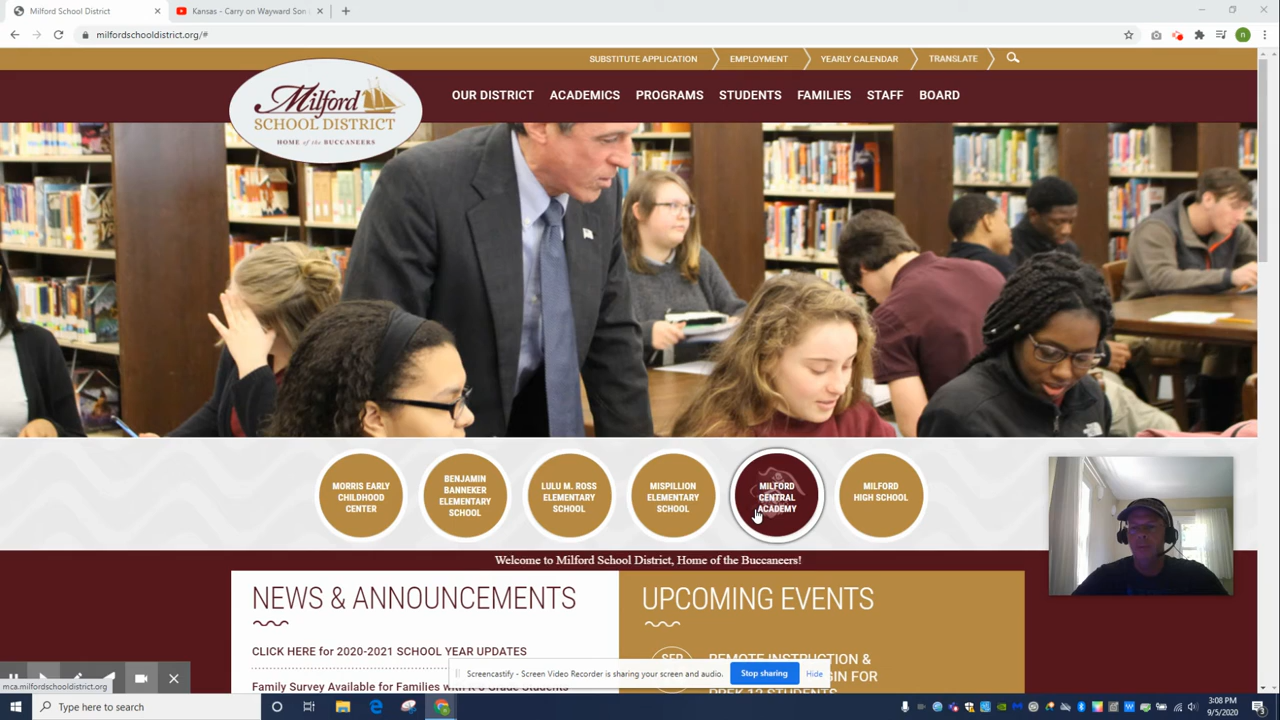 Milford School District
Kansas - Carry on Wayward Son
milfordschooldistrict.org/#
n
SUBSTITUTE APPLICATION
EMPLOYMENT
YEARLY CALENDAR
TRANSLATE
Milford
SCHOOL DISTRICT
HOME of the BUCCANEERS
OUR DISTRICT
ACADEMICS
PROGRAMS
STUDENTS
FAMILIES
STAFF
BOARD
MORRIS EARLY
CHILDHOOD
CENTER
BENJAMIN
BANNEKER
ELEMENTARY
SCHOOL
LULU M. ROSS
ELEMENTARY
SCHOOL
MISPILLION
ELEMENTARY
SCHOOL
MILFORD
CENTRAL
ACADEMY
MILFORD
HIGH SCHOOL
Welcome to Milford School District, Home of the Buccaneers!
NEWS & ANNOUNCEMENTS
CLICK HERE for 2020-2021 SCHOOL YEAR UPDATES
Family Survey Available for Families with K-5 Grade Students
UPCOMING EVENTS
SEP
REMOTE INSTRUCTION &
GIN FOR
PREK-12 STUDENTS
Screencastify - Screen Video Recorder is sharing your screen and audio.
Stop sharing
Hide
mca.milfordschooldistrict.org
Type here to search
3:08 PM
9/5/2020